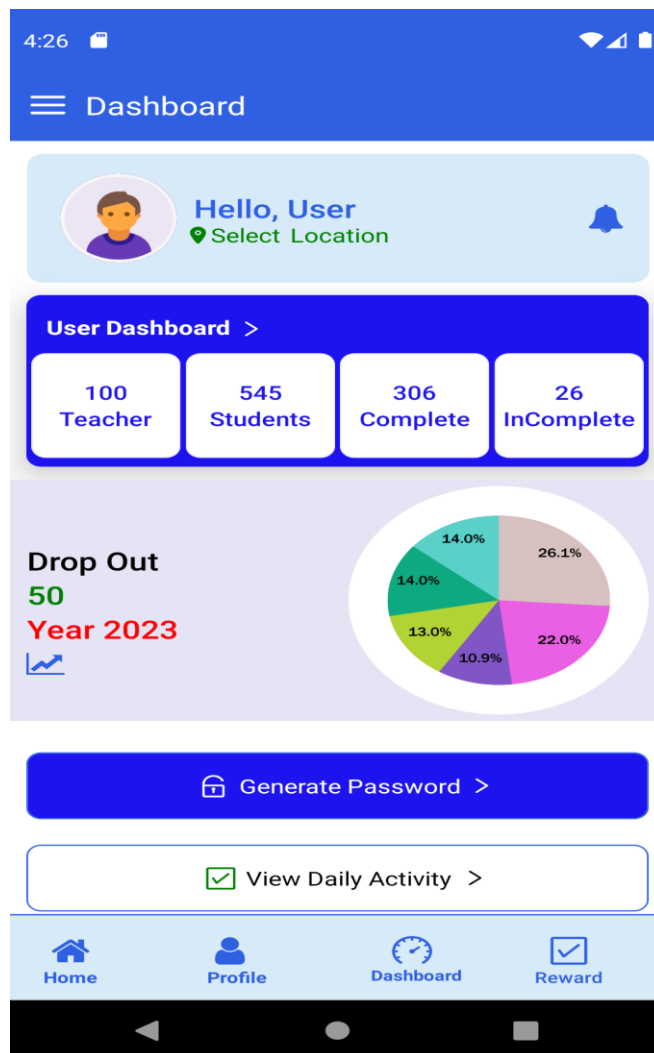 4:26
Dashboard
Hello, User
Select Location
User Dashboard >
100
Teacher
545
Students
306
Complete
26
InComplete
Drop Out
50
Year 2023
14.0%
26.1%
14.0%
13.0%
22.0%
10.9%
Generate Password >
View Daily Activity >
Home
Profile
Dashboard
Reward